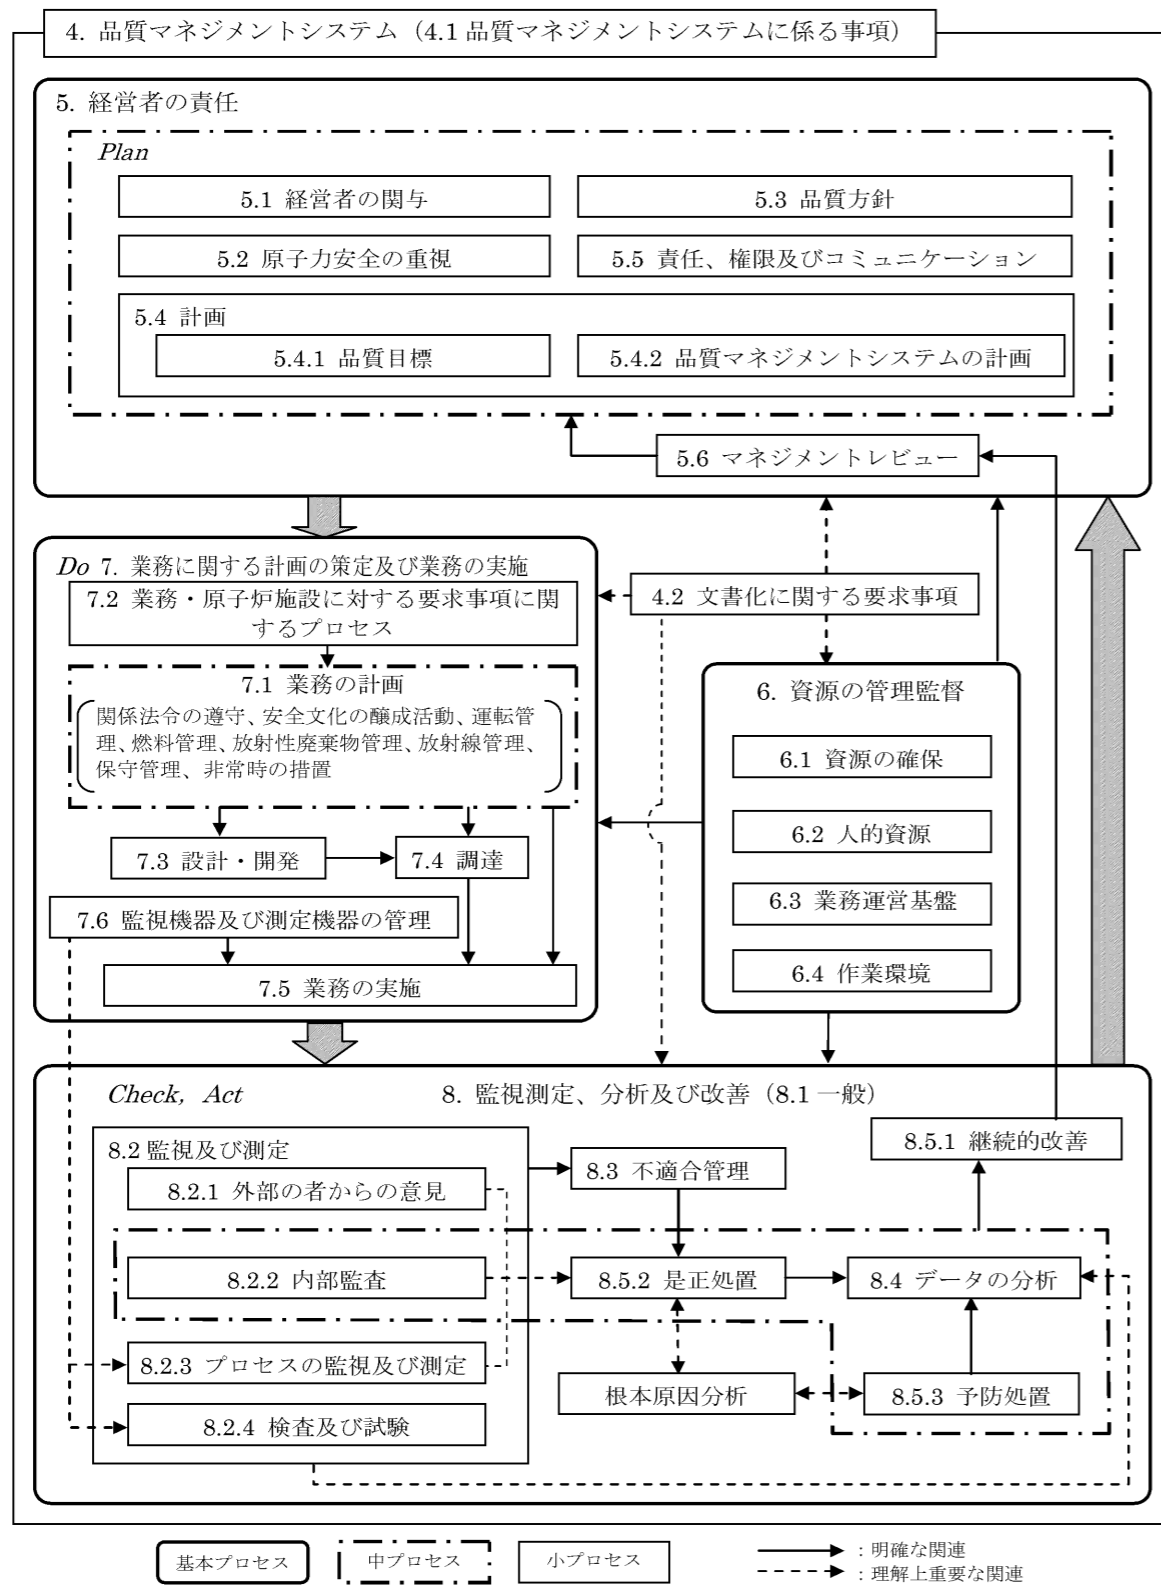 4. 品質マネジメントシステム（4.1 品質マネジメントシステムに係る事項）
5. 経営者の責任
Plan
5.1 経営者の関与
5.3 品質方針
5.2 原子力安全の重視
5.5 責任、権限及びコミュニケーション
5.4 計画
5.4.1 品質目標
5.4.2 品質マネジメントシステムの計画
5.6 マネジメントレビュー
Do 7. 業務に関する計画の策定及び業務の実施
7.2 業務・原子炉施設に対する要求事項に関
するプロセス
4.2 文書化に関する要求事項
7.1 業務の計画
関係法令の遵守、安全文化の醸成活動、運転管
理、燃料管理、放射性廃棄物管理、放射線管理、
保守管理、非常時の措置
7.3 設計・開発
7.4 調達
7.6 監視機器及び測定機器の管理
7.5 業務の実施
6. 資源の管理監督
6.1 資源の確保
6.2 人的資源
6.3 業務運営基盤
6.4 作業環境
Check, Act
8. 監視測定、分析及び改善（8.1 一般）
8.2 監視及び測定
8.2.1 外部の者からの意見
8.3 不適合管理
8.5.1 継続的改善
8.2.2 内部監査
8.5.2 是正処置
8.4 データの分析
8.2.3 プロセスの監視及び測定
根本原因分析
8.5.3 予防処置
8.2.4 検査及び試験
基本プロセス
中プロセス
小プロセス
：明確な関連
：理解上重要な関連